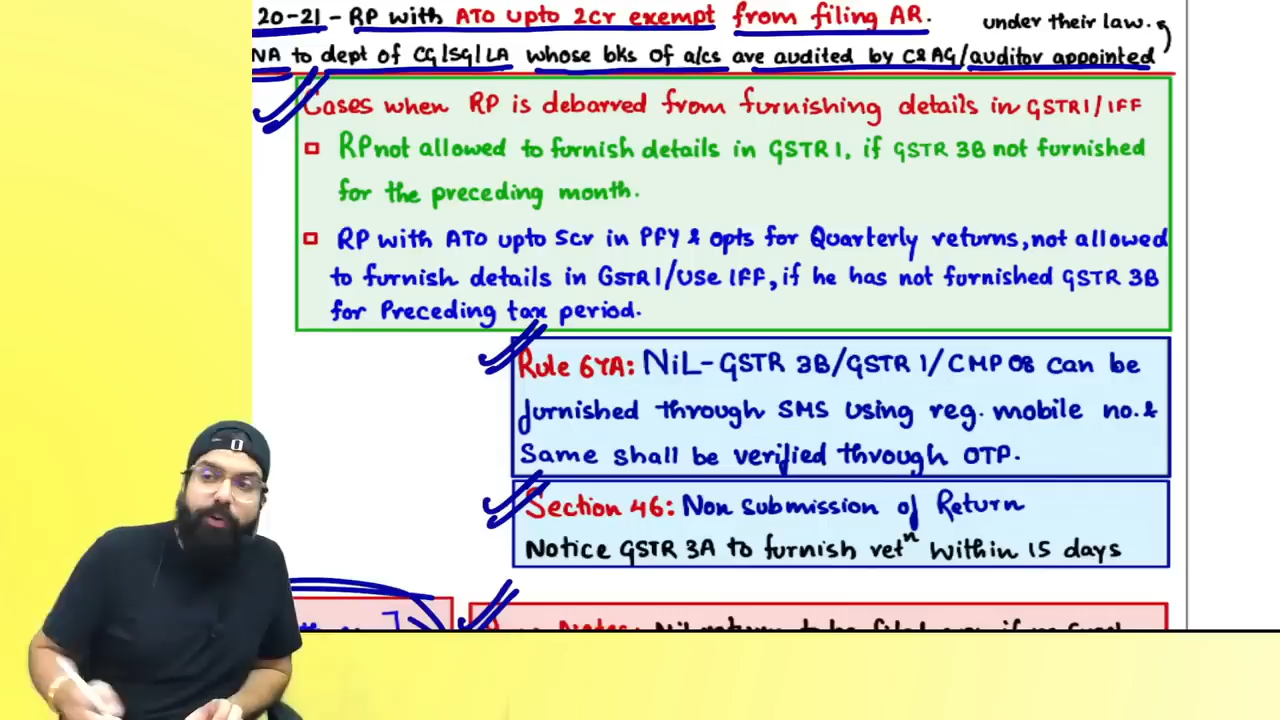 20-21 - RP with ATO upto 2cr exempt from filing AR.
under their law.
NA to dept of CG/SG/LA whose bks of a/cs are audited by C&AG/auditor appointed
Cases when RP is debarred from furnishing details in GSTR1/IFF
RP not allowed to furnish details in GSTR 1, if GSTR 3B not furnished
for the preceding month.
RP with ATO upto 5cr in PFY & opts for Quarterly returns, not allowed
to furnish details in GSTR1/Use IFF, if he has not furnished GSTR 3B
for Preceding tax period.
Rule 67A: NiL-GSTR 3B/GSTR 1/CMP 08 can be
furnished through SMS using reg. mobile no. &
Same shall be verified through OTP.
Section 46: Non submission of Return
Notice GSTR 3A to furnish retⁿ within 15 days